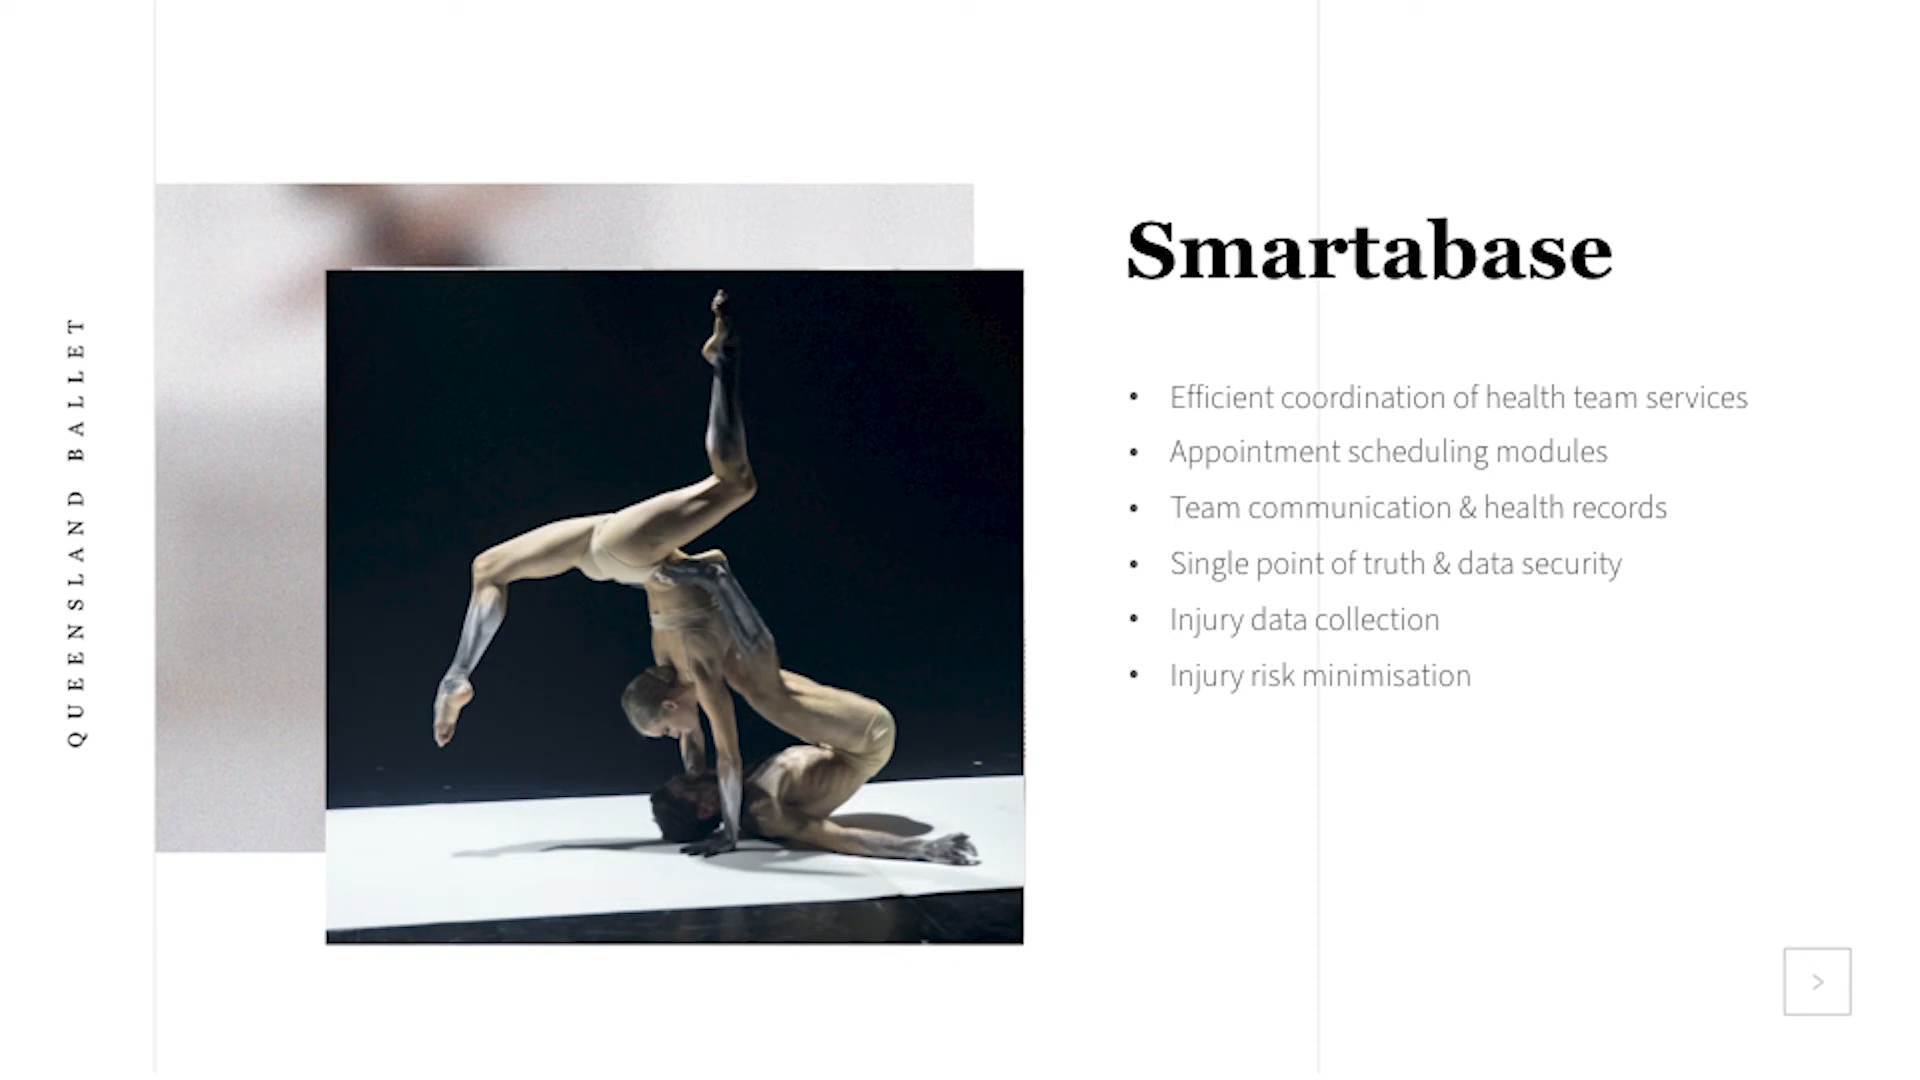 QUEENSLAND BALLET
Smartabase
• Efficient coordination of health team services
• Appointment scheduling modules
• Team communication & health records
• Single point of truth & data security
• Injury data collection
• Injury risk minimisation
>